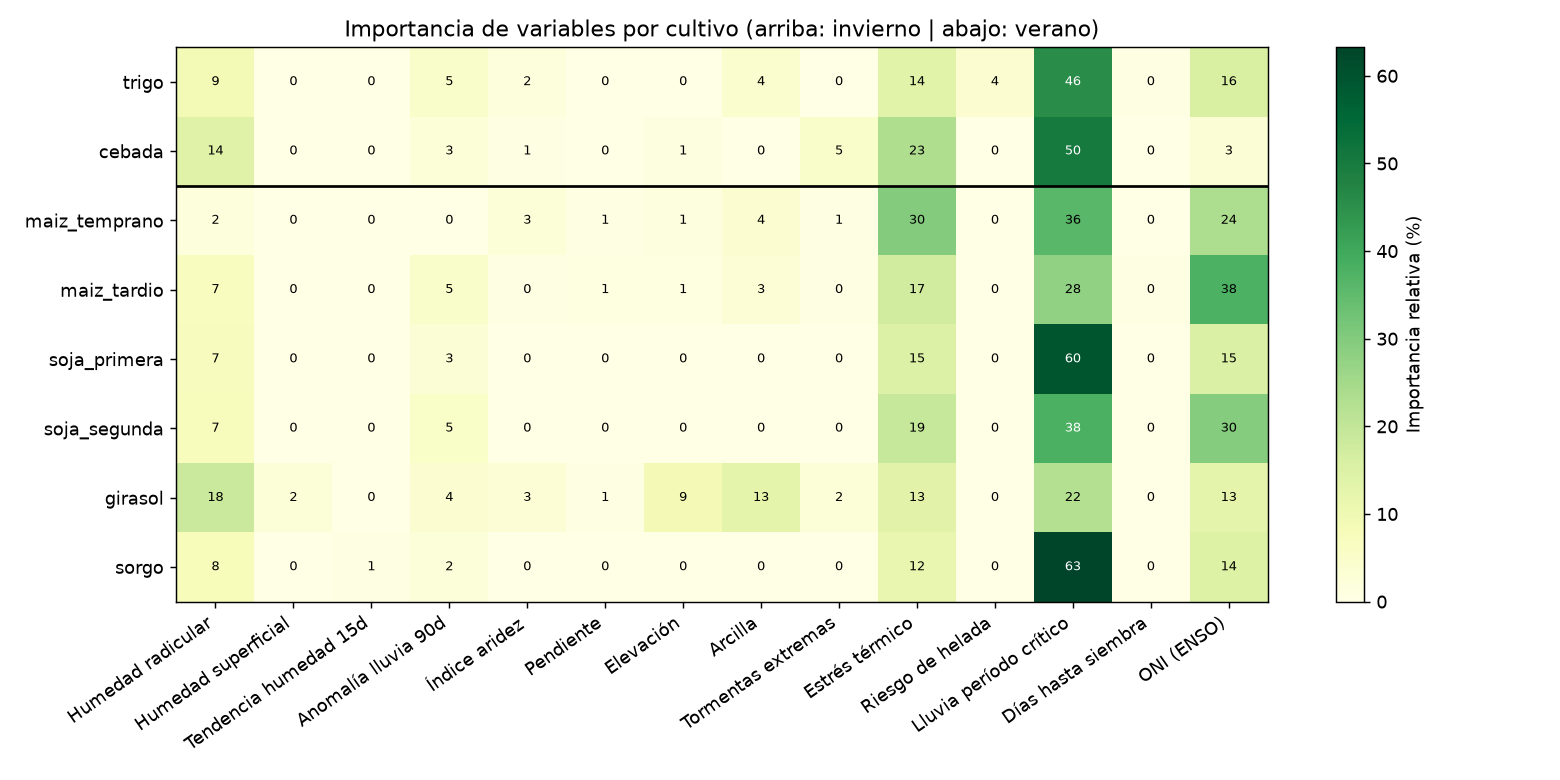 Importancia de variables por cultivo (arriba: invierno | abajo: verano)
trigo 9 0 0 5 2 0 0 4 0 14 4 46 0 16
cebada 14 0 0 3 1 0 1 0 5 23 0 50 0 3
maiz_temprano 2 0 0 0 3 1 1 4 1 30 0 36 0 24
maiz_tardio 7 0 0 5 0 1 1 3 0 17 0 28 0 38
soja_primera 7 0 0 3 0 0 0 0 0 15 0 60 0 15
soja_segunda 7 0 0 5 0 0 0 0 0 19 0 38 0 30
girasol 18 2 0 4 3 1 9 13 2 13 0 22 0 13
sorgo 8 0 1 2 0 0 0 0 0 12 0 63 0 14
Humedad radicular
Humedad superficial
Tendencia humedad 15d
Anomalía lluvia 90d
Índice aridez
Pendiente
Elevación
Arcilla
Tormentas extremas
Estrés térmico
Riesgo de helada
Lluvia período crítico
Días hasta siembra
ONI (ENSO)
60
50
40
30
20
10
0
Importancia relativa (%)